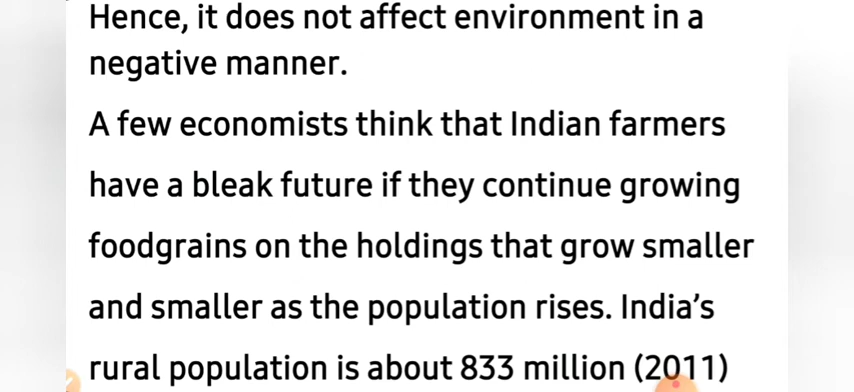 Hence, it does not affect environment in a
negative manner.
A few economists think that Indian farmers
have a bleak future if they continue growing
foodgrains on the holdings that grow smaller
and smaller as the population rises. India's
rural population is about 833 million (2011)